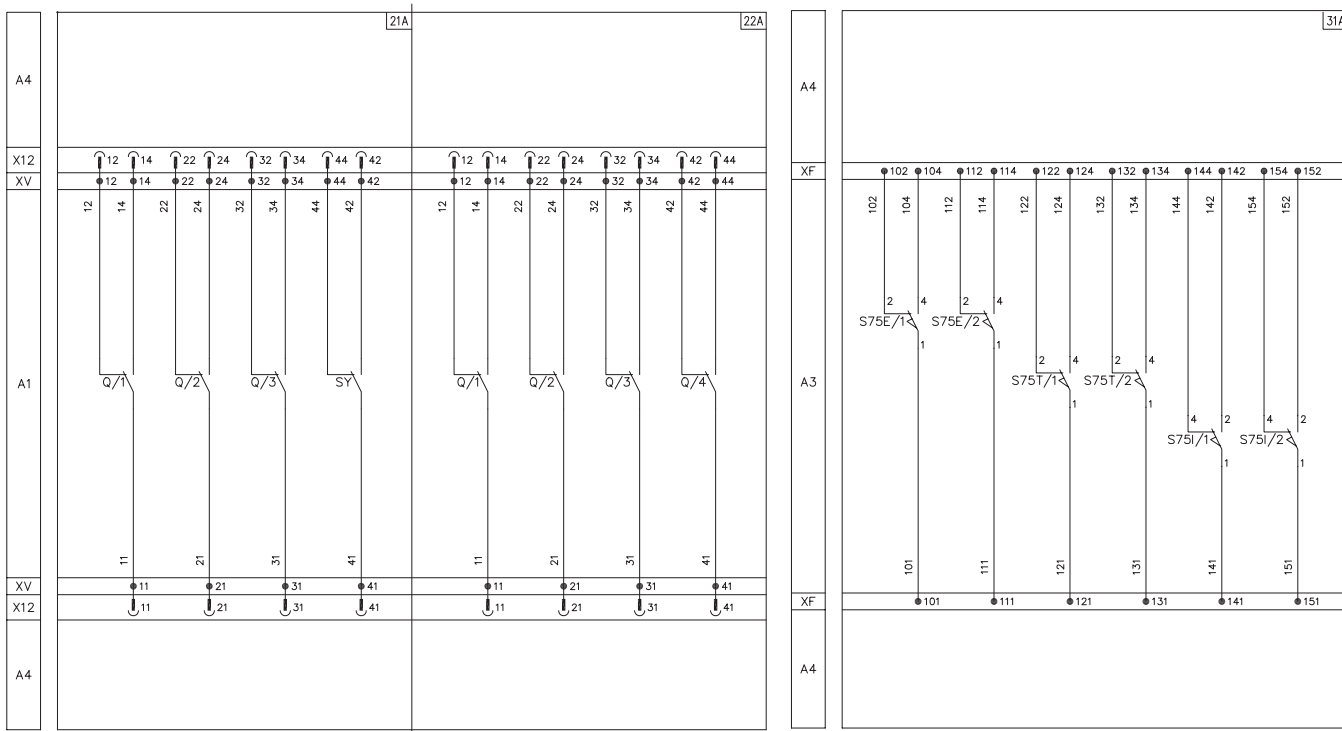 21A 22A 31A
A4 A4
X12 12 14 22 24 32 34 44 42 12 14 22 24 32 34 42 44
XF 102 104 112 114 122 124 132 134 144 142 154 152
XV 12 14 22 24 32 34 44 42 12 14 22 24 32 34 42 44
12 14 22 24 32 34 44 42 12 14 22 24 32 34 42 44 102 104 112 114 122 124 132 134 144 142 154 152
2 4 2 4
S75E/1 S75E/2
1 1
2 4 2 4
A1 Q/1 Q/2 Q/3 SY Q/1 Q/2 Q/3 Q/4 A3 S75T/1 S75T/2
1 1
4 2 4 2
S75I/1 S75I/2
1 1
11 21 31 41 11 21 31 41 101 111 121 131 141 151
XV 11 21 31 41 11 21 31 41
XF 101 111 121 131 141 151
X12 11 21 31 41 11 21 31 41
A4 A4